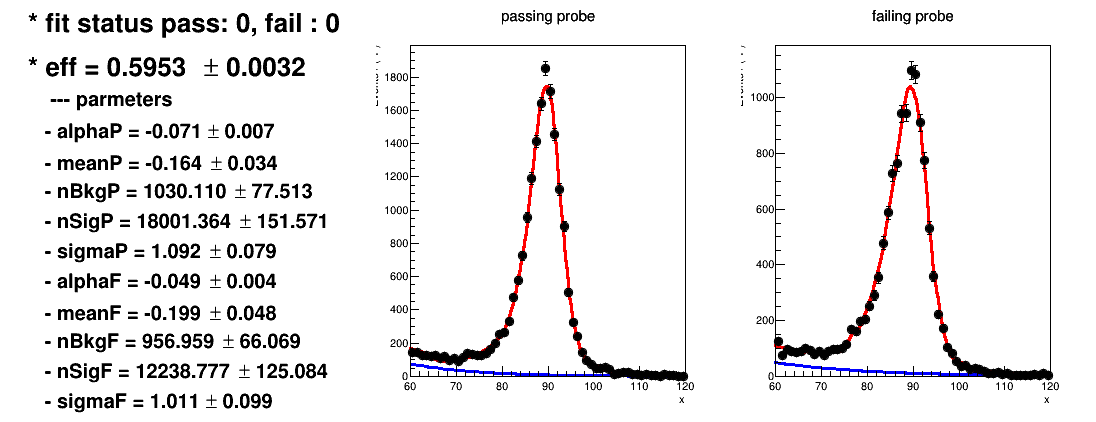 * fit status pass: 0, fail : 0
* eff = 0.5953 ± 0.0032
--- parmeters
- alphaP = -0.071 ± 0.007
- meanP = -0.164 ± 0.034
- nBkgP = 1030.110 ± 77.513
- nSigP = 18001.364 ± 151.571
- sigmaP = 1.092 ± 0.079
- alphaF = -0.049 ± 0.004
- meanF = -0.199 ± 0.048
- nBkgF = 956.959 ± 66.069
- nSigF = 12238.777 ± 125.084
- sigmaF = 1.011 ± 0.099
passing probe
1800
1600
1400
1200
1000
800
600
400
200
0
60 70 80 90 100 110 120
x
failing probe
1000
800
600
400
200
0
60 70 80 90 100 110 120
x